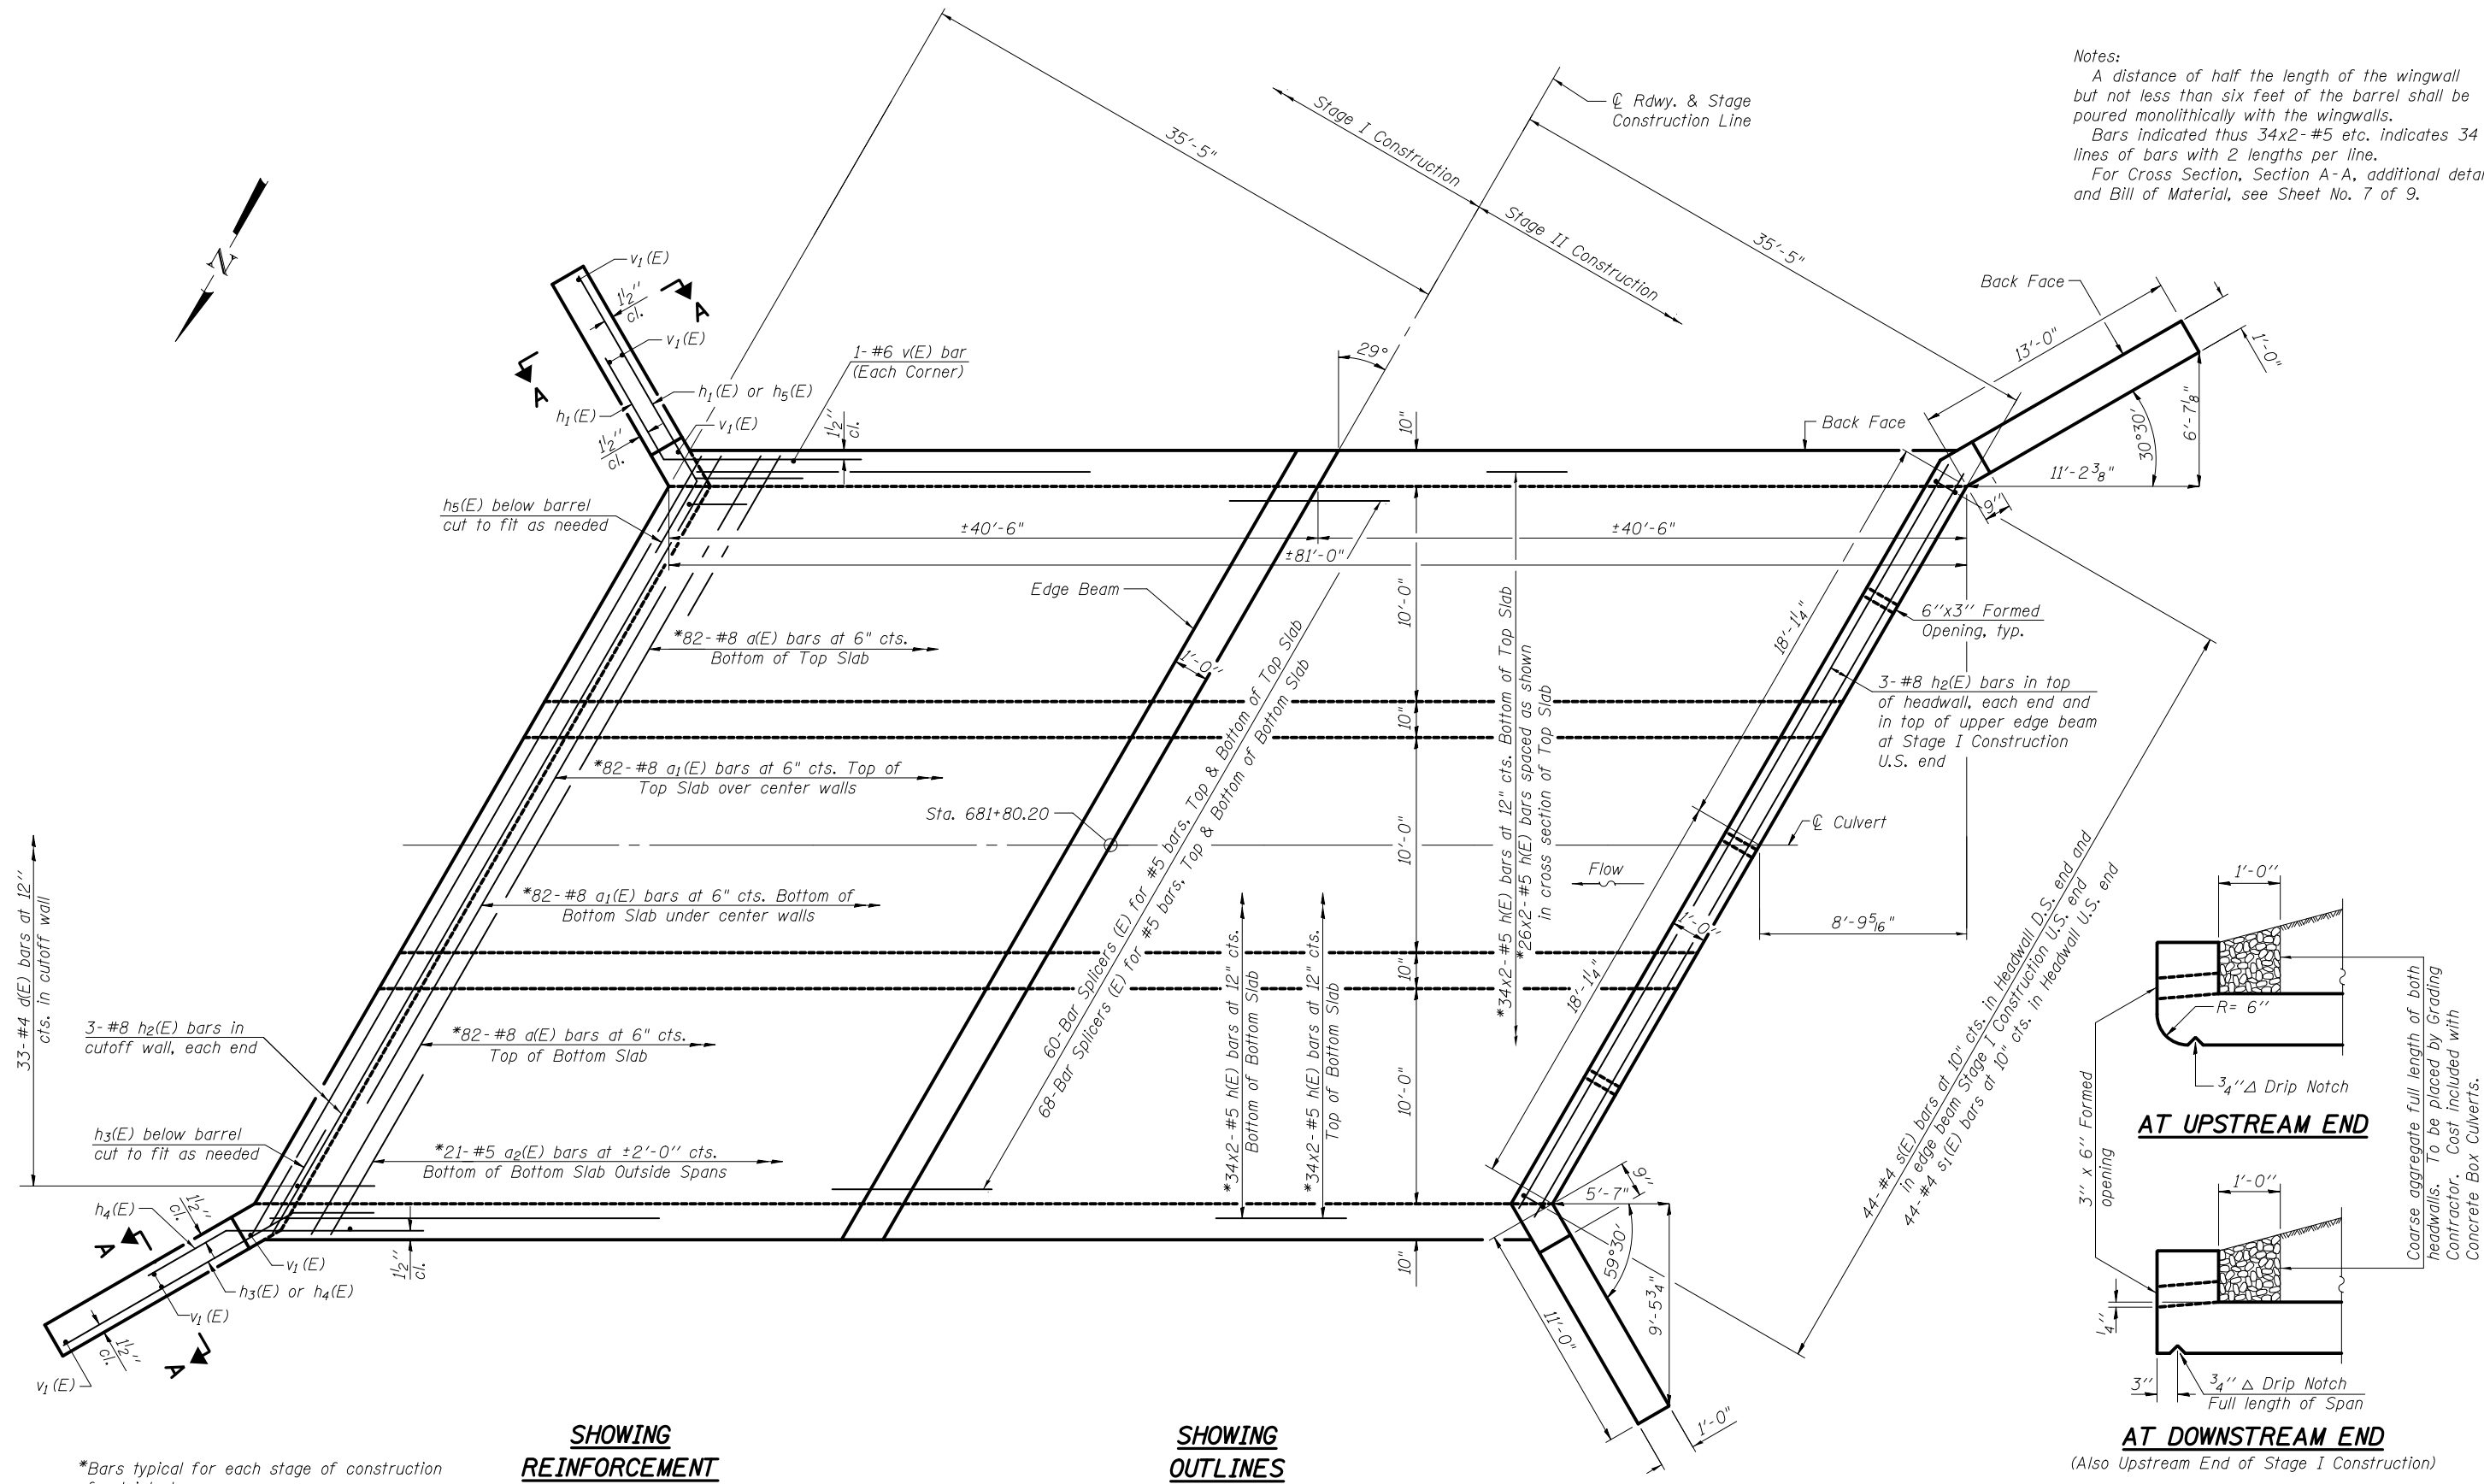 Notes:
A distance of half the length of the wingwall
but not less than six feet of the barrel shall be
poured monolithically with the wingwalls.
Bars indicated thus 34x2-#5 etc. indicates 34
lines of bars with 2 lengths per line.
For Cross Section, Section A-A, additional detai
and Bill of Material, see Sheet No. 7 of 9.
℄ Rdwy. & Stage
Construction Line
Stage I Construction
Stage II Construction
35'-5"
35'-5"
N
v1(E)
1½"
cl.
A
v1(E)
A
h1(E) or h5(E)
h1(E)
v1(E)
1½"
cl.
1-#6 v(E) bar
(Each Corner)
1½"
cl.
29°
10"
Back Face
Back Face
13'-0"
1'-0"
6'-7⅛"
30°30'
11'-2⅜"
9"
h5(E) below barrel
cut to fit as needed
±40'-6"
±40'-6"
±81'-0"
Edge Beam
1'-0"
10'-0"
10"
10'-0"
10"
10'-0"
10"
18'-1¼"
18'-1¼"
6"x3" Formed
Opening, typ.
3-#8 h2(E) bars in top
of headwall, each end and
in top of upper edge beam
at Stage I Construction
U.S. end
*82-#8 a(E) bars at 6" cts.
Bottom of Top Slab
*82-#8 a1(E) bars at 6" cts. Top of
Top Slab over center walls
Sta. 681+80.20
℄ Culvert
Flow
8'-9 5/16"
1'-0"
*82-#8 a1(E) bars at 6" cts. Bottom of
Bottom Slab under center walls
*82-#8 a(E) bars at 6" cts.
Top of Bottom Slab
*21-#5 a2(E) bars at ±2'-0" cts.
Bottom of Bottom Slab Outside Spans
60-Bar Splicers (E) for #5 bars, Top & Bottom of Top Slab
68-Bar Splicers (E) for #5 bars, Top & Bottom of Bottom Slab
*34x2-#5 h(E) bars at 12" cts.
Bottom of Bottom Slab
*34x2-#5 h(E) bars at 12" cts.
Top of Bottom Slab
*34x2-#5 h(E) bars at 12" cts. Bottom of Top Slab
*26x2-#5 h(E) bars spaced as shown
in cross section of Top Slab
33-#4 d(E) bars at 12"
cts. in cutoff wall
3-#8 h2(E) bars in
cutoff wall, each end
h3(E) below barrel
cut to fit as needed
h4(E)
1½"
cl.
A
v1(E)
h3(E) or h4(E)
v1(E)
1½"
cl.
A
v1(E)
1½"
cl.
5'-7"
9"
59°30'
9'-5¾"
11'-0"
1'-0"
44-#4 s(E) bars at 10" cts. in Headwall D.S. end and
in edge beam Stage I Construction U.S. end
44-#4 s1(E) bars at 10" cts. in Headwall U.S. end
1'-0"
R= 6"
¾"Δ Drip Notch
AT UPSTREAM END
3" x 6" Formed
opening
Coarse aggregate full length of both
headwalls. To be placed by Grading
Contractor. Cost included with
Concrete Box Culverts.
1'-0"
¼"
3"
¾" Δ Drip Notch
Full length of Span
AT DOWNSTREAM END
(Also Upstream End of Stage I Construction)
SHOWING
REINFORCEMENT
SHOWING
OUTLINES
*Bars typical for each stage of construction